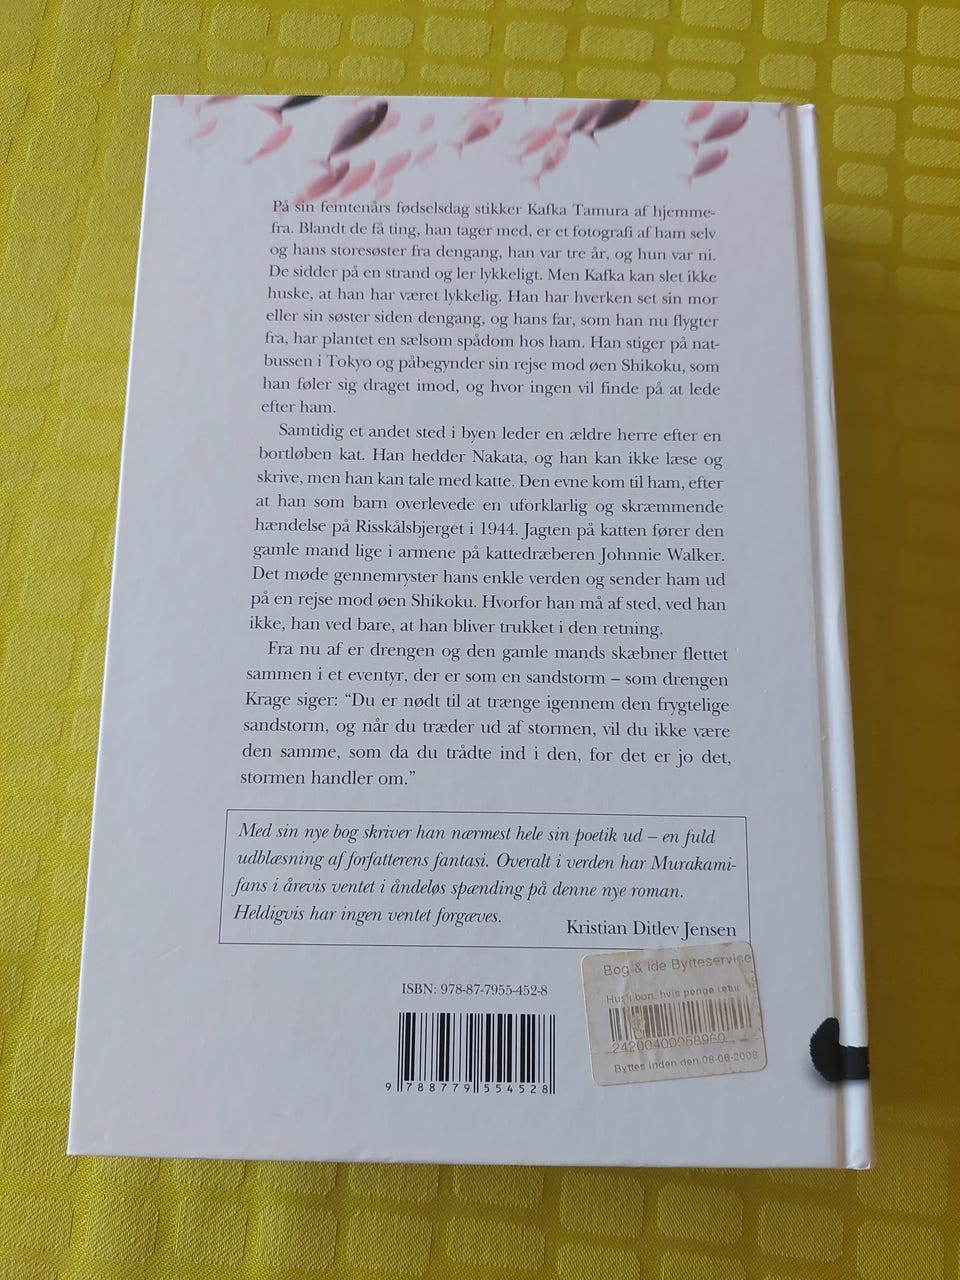 På sin femtenårs fødselsdag stikker Kafka Tamura af hjemme-
fra. Blandt de få ting, han tager med, er et fotografi af ham selv
og hans storesøster fra dengang, han var tre år, og hun var ni.
De sidder på en strand og ler lykkeligt. Men Kafka kan slet ikke
huske, at han har været lykkelig. Han har hverken set sin mor
eller sin søster siden dengang, og hans far, som han nu flygter
fra, har plantet en sælsom spådom hos ham. Han stiger på nat-
bussen i Tokyo og påbegynder sin rejse mod øen Shikoku, som
han føler sig draget imod, og hvor ingen vil finde på at lede
efter ham.
Samtidig et andet sted i byen leder en ældre herre efter en
bortløben kat. Han hedder Nakata, og han kan ikke læse og
skrive, men han kan tale med katte. Den evne kom til ham, efter
at han som barn overlevede en uforklarlig og skræmmende
hændelse på Risskålsbjerget i 1944. Jagten på katten fører den
gamle mand lige i armene på kattedræberen Johnnie Walker.
Det møde gennemryster hans enkle verden og sender ham ud
på en rejse mod øen Shikoku. Hvorfor han må af sted, ved han
ikke, han ved bare, at han bliver trukket i den retning.
Fra nu af er drengen og den gamle mands skæbner flettet
sammen i et eventyr, der er som en sandstorm – som drengen
Krage siger: “Du er nødt til at trænge igennem den frygtelige
sandstorm, og når du træder ud af stormen, vil du ikke være
den samme, som da du trådte ind i den, for det er jo det,
stormen handler om.”
Med sin nye bog skriver han nærmest hele sin poetik ud – en fuld
udblæsning af forfatterens fantasi. Overalt i verden har Murakami-
fans i årevis ventet i åndeløs spænding på denne nye roman.
Heldigvis har ingen ventet forgæves.
Kristian Ditlev Jensen
ISBN: 978-87-7955-452-8
9 788779 554528
Bog & Ide Bytteservice
Husk bon, hvis penge retur
24200400058960
Byttes inden den 08-06-2008